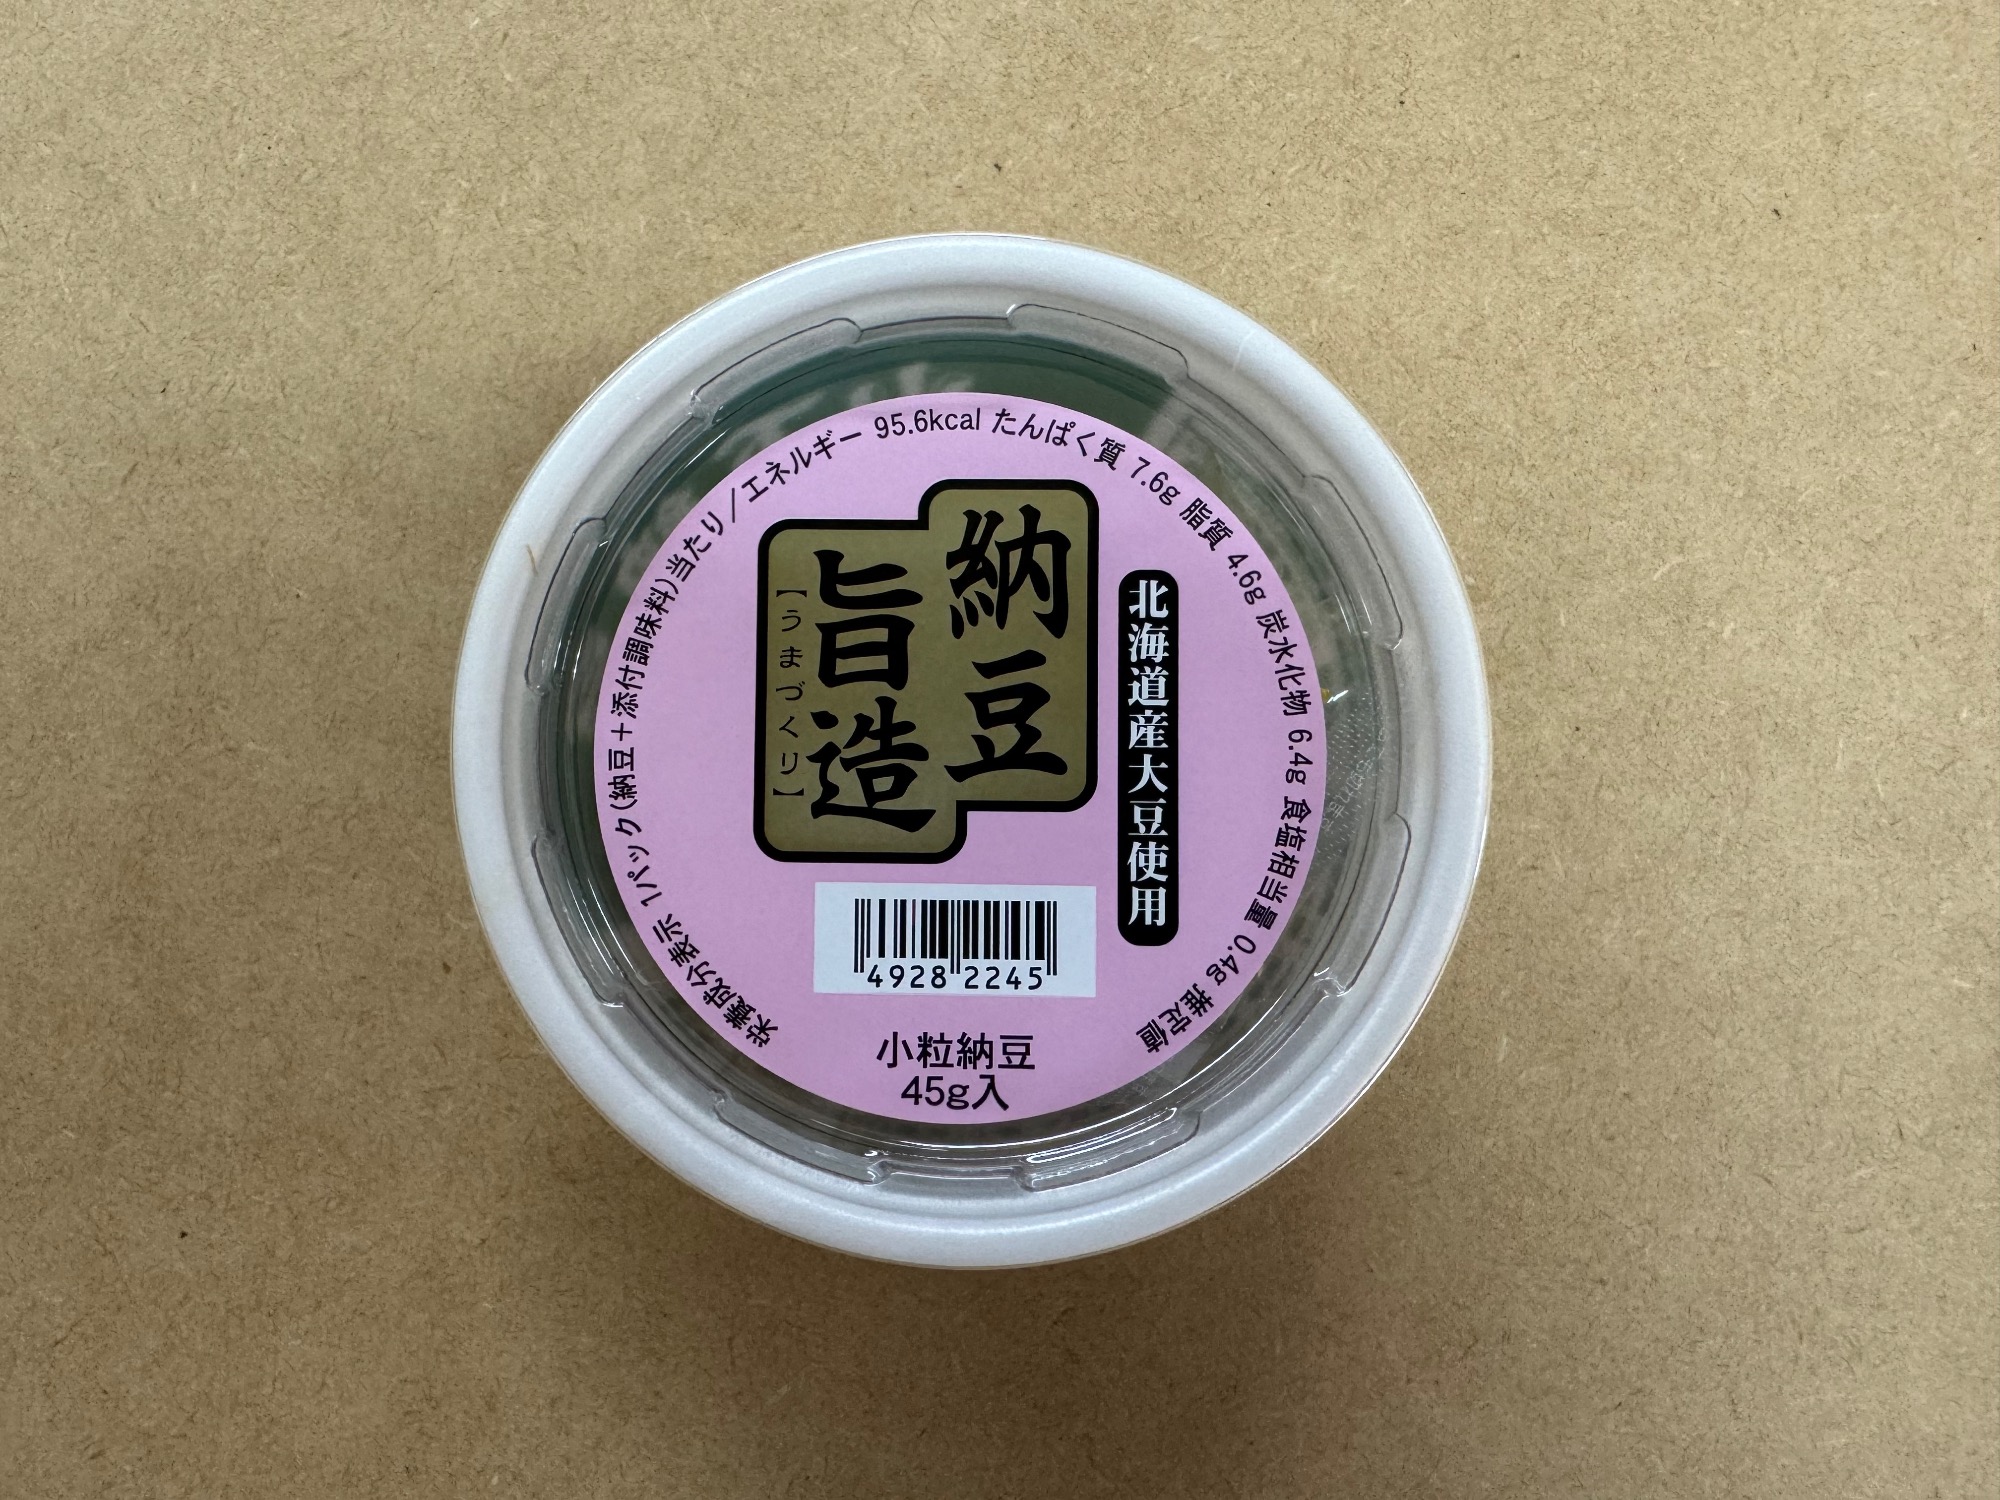 栄養成分表示 1パック(納豆+添付調味料)当たり/エネルギー 95.6kcal たんぱく質 7.6g 脂質 4.6g 炭水化物 6.4g 食塩相当量 0.4g 推定値
北海道産大豆使用
納豆
旨造
【うまづくり】
4928 2245
小粒納豆
45g入